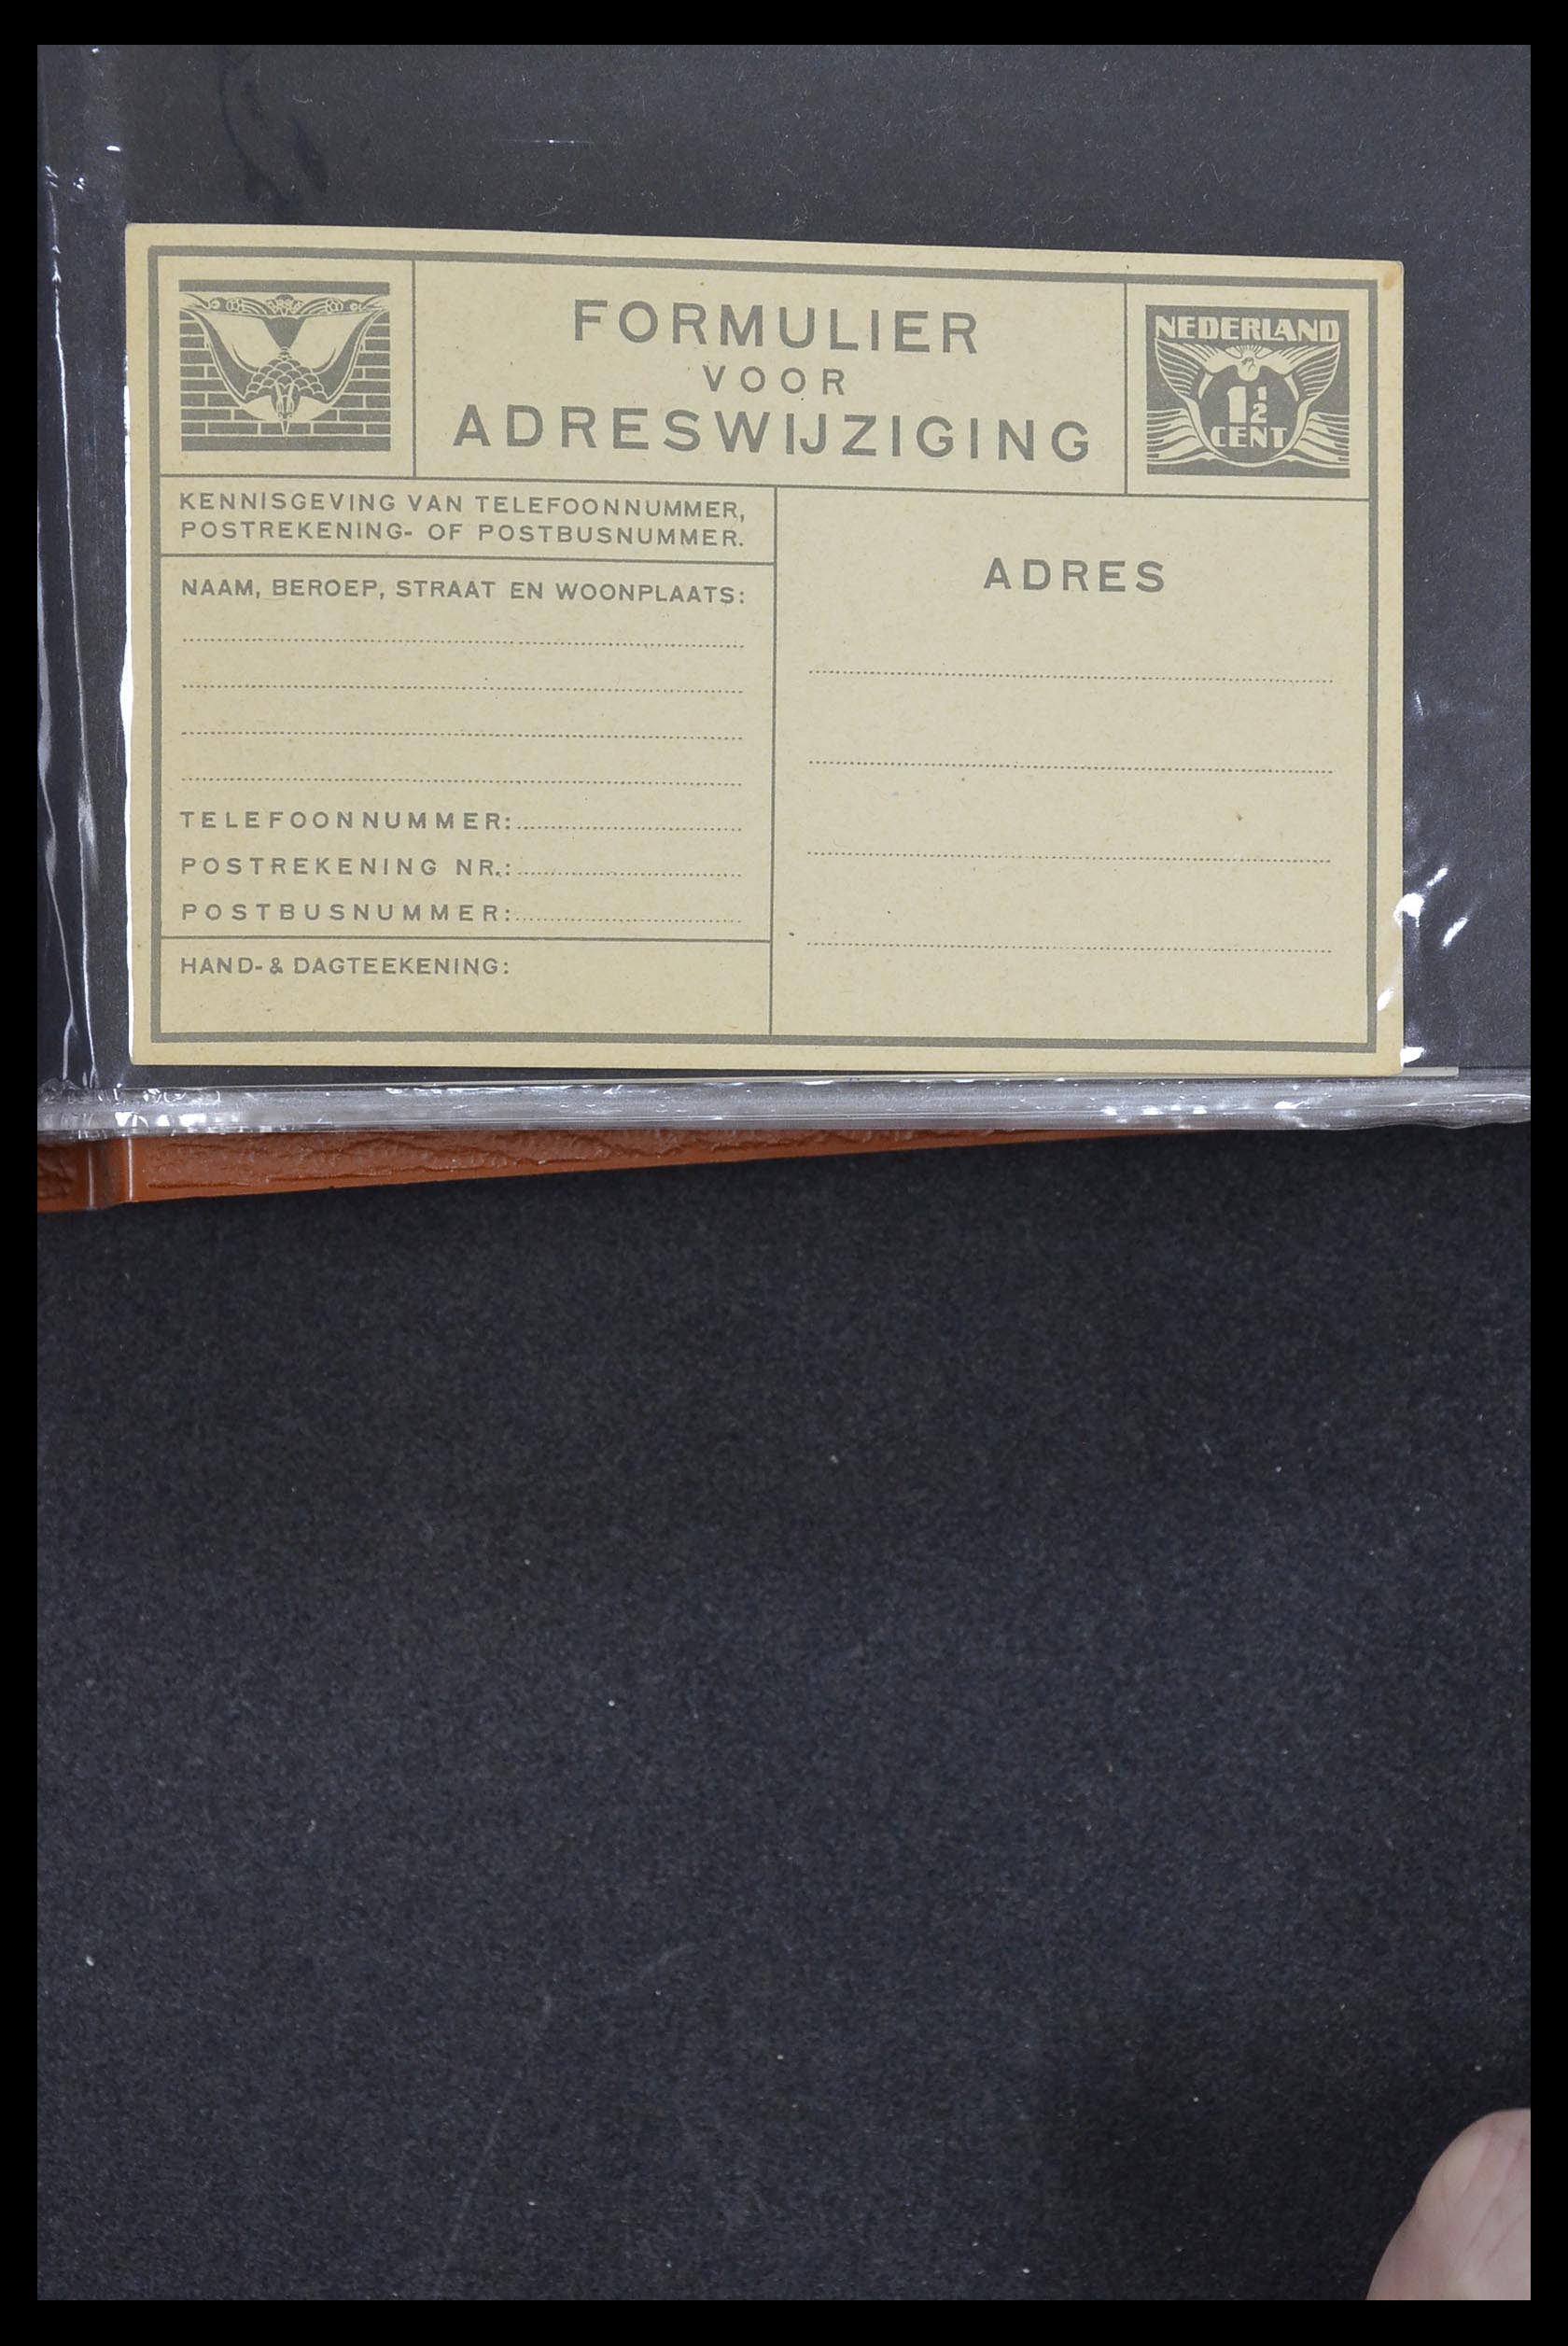 FORMULIER
VOOR
ADRESWIJZIGING
NEDERLAND
1½
CENT
KENNISGEVING VAN TELEFOONNUMMER,
POSTREKENING- OF POSTBUSNUMMER.
NAAM, BEROEP, STRAAT EN WOONPLAATS:
TELEFOONNUMMER:
POSTREKENING NR.:
POSTBUSNUMMER:
HAND- & DAGTEEKENING:
ADRES